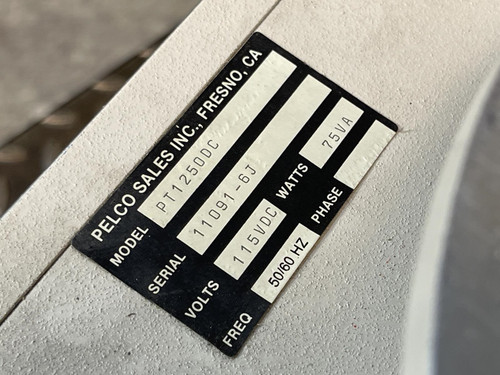 PELCO SALES INC., FRESNO, CA
MODEL PT1250DC
SERIAL 11091-6J
VOLTS 115VDC WATTS 75VA
FREQ 50/60 HZ PHASE